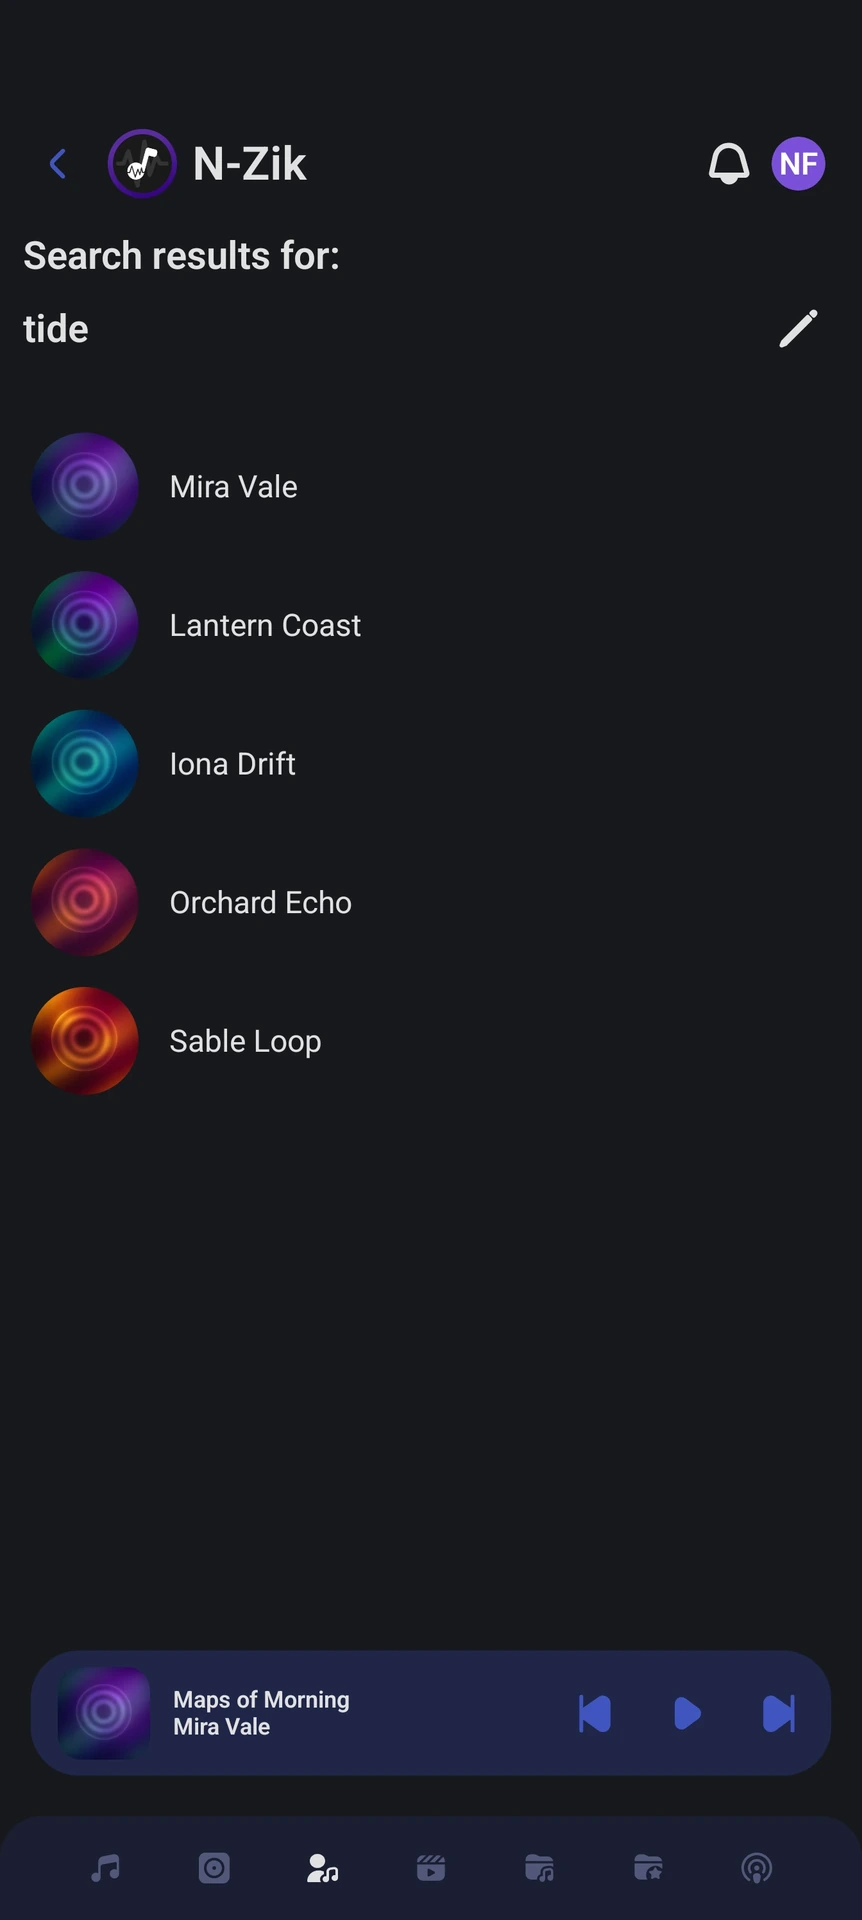 N-Zik
NF
Search results for:
tide
Mira Vale
Lantern Coast
Iona Drift
Orchard Echo
Sable Loop
Maps of Morning
Mira Vale